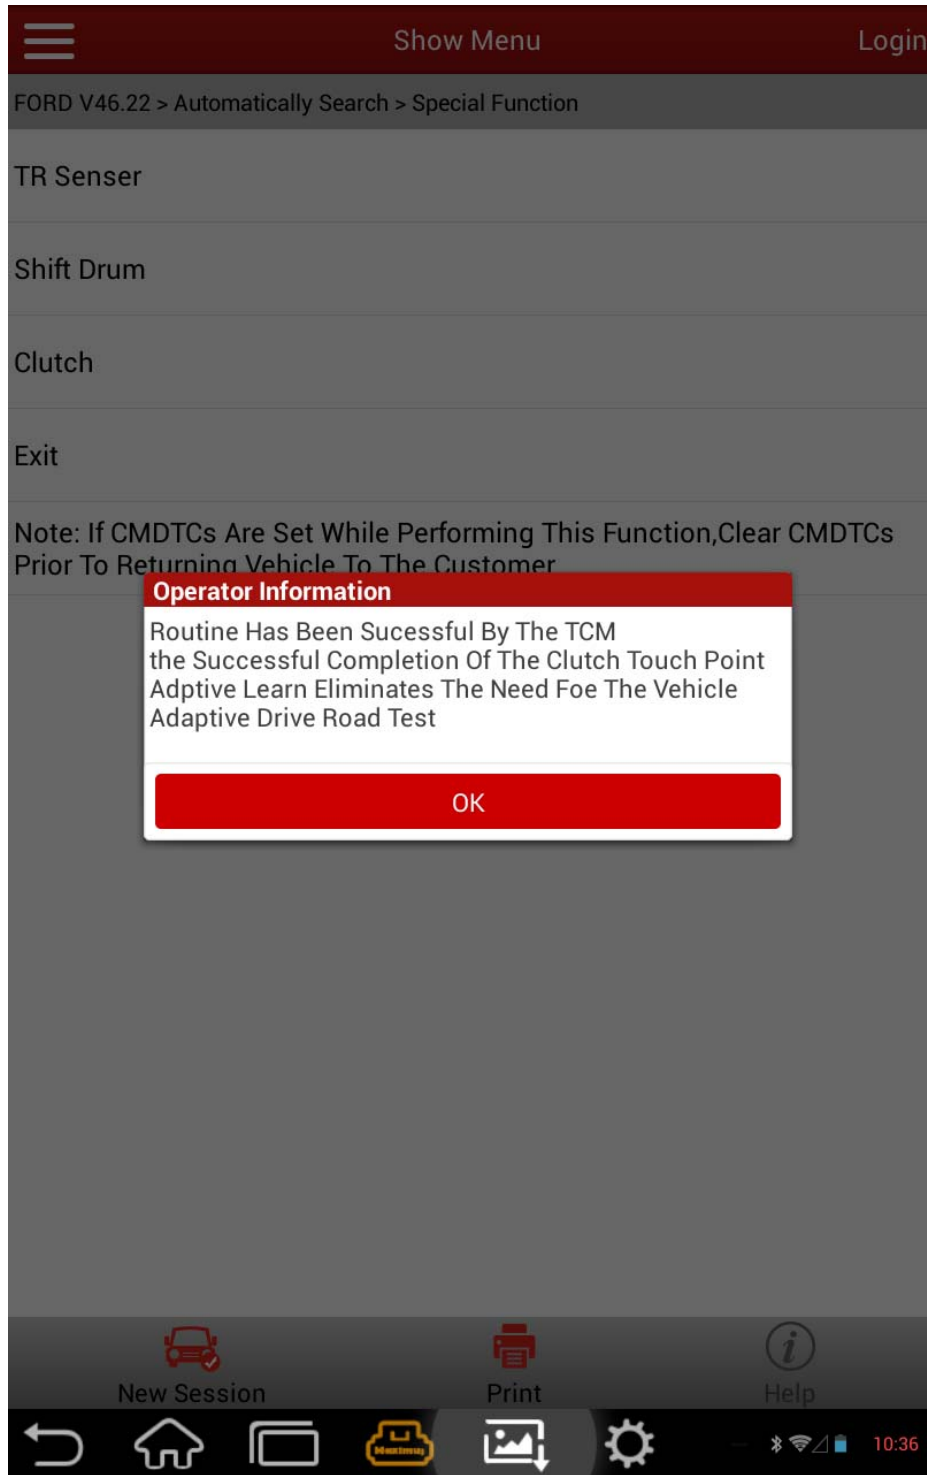 Show Menu
Login
FORD V46.22 > Automatically Search > Special Function
TR Senser
Shift Drum
Clutch
Exit
Note: If CMDTCs Are Set While Performing This Function,Clear CMDTCs
Prior To Returning Vehicle To The Customer
Operator Information
Routine Has Been Sucessful By The TCM
the Successful Completion Of The Clutch Touch Point
Adptive Learn Eliminates The Need Foe The Vehicle
Adaptive Drive Road Test
OK
New Session
Print
Help
10:36